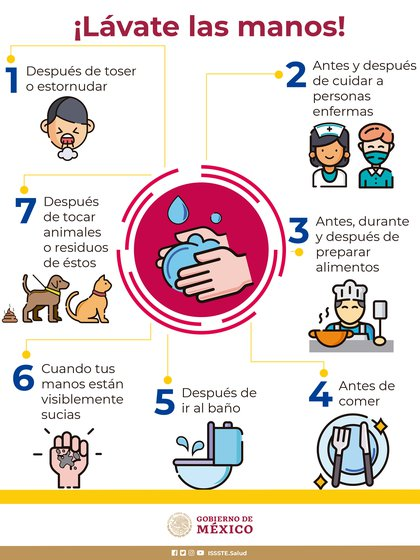 ¡Lávate las manos!
1
Después de toser
o estornudar
2
Antes y después
de cuidar a
personas
enfermas
3
Antes, durante
y después de
preparar
alimentos
4
Antes de
comer
5
Después de
ir al baño
6
Cuando tus
manos están
visiblemente
sucias
7
Después
de tocar
animales
o residuos
de éstos
GOBIERNO DE
MÉXICO
ISSSTE.Salud